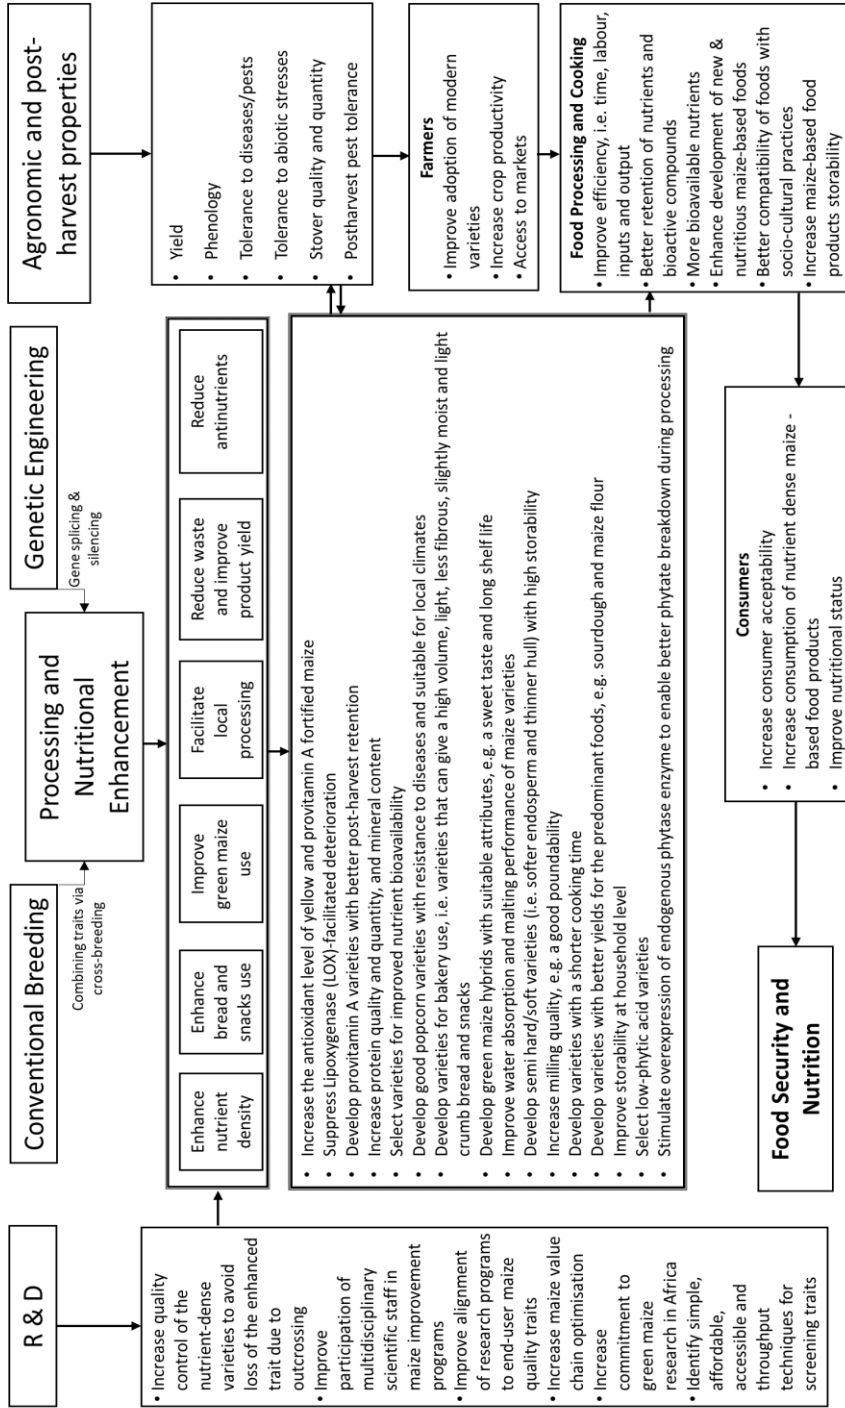 R & D
• Increase quality
control of the
nutrient-dense
varieties to avoid
loss of the enhanced
trait due to
outcrossing
• Improve
participation of
multidisciplinary
scientific staff in
maize improvement
programs
• Improve alignment
of research programs
to end-user maize
quality traits
• Increase maize value
chain optimisation
• Increase
commitment to
green maize
research in Africa
• Identify simple,
affordable,
accessible and
throughput
techniques for
screening traits
Conventional Breeding
Combining traits via
cross-breeding
Processing and
Nutritional
Enhancement
Genetic Engineering
Gene splicing &
silencing
Enhance
nutrient
density
Enhance
bread and
snacks use
Improve
green maize
use
Facilitate
local
processing
Reduce waste
and improve
product yield
Reduce
antinutrients
• Increase the antioxidant level of yellow and provitamin A fortified maize
• Suppress Lipoxygenase (LOX)-facilitated deterioration
• Develop provitamin A varieties with better post-harvest retention
• Increase protein quality and quantity, and mineral content
• Select varieties for improved nutrient bioavailability
• Develop good popcorn varieties with resistance to diseases and suitable for local climates
• Develop varieties for bakery use, i.e. varieties that can give a high volume, light, less fibrous, slightly moist and light
crumb bread and snacks
• Develop green maize hybrids with suitable attributes, e.g. a sweet taste and long shelf life
• Improve water absorption and malting performance of maize varieties
• Develop semi hard/soft varieties (i.e. softer endosperm and thinner hull) with high storability
• Increase milling quality, e.g. a good poundability
• Develop varieties with a shorter cooking time
• Develop varieties with better yields for the predominant foods, e.g. sourdough and maize flour
• Improve storability at household level
• Select low-phytic acid varieties
• Stimulate overexpression of endogenous phytase enzyme to enable better phytate breakdown during processing
Agronomic and post-
harvest properties
• Yield
• Phenology
• Tolerance to diseases/pests
• Tolerance to abiotic stresses
• Stover quality and quantity
• Postharvest pest tolerance
Farmers
• Improve adoption of modern
varieties
• Increase crop productivity
• Access to markets
Food Processing and Cooking
• Improve efficiency, i.e. time, labour,
inputs and output
• Better retention of nutrients and
bioactive compounds
• More bioavailable nutrients
• Enhance development of new &
nutritious maize-based foods
• Better compatibility of foods with
socio-cultural practices
• Increase maize-based food
products storability
Consumers
• Increase consumer acceptability
• Increase consumption of nutrient dense maize -
based food products
• Improve nutritional status
Food Security and
Nutrition